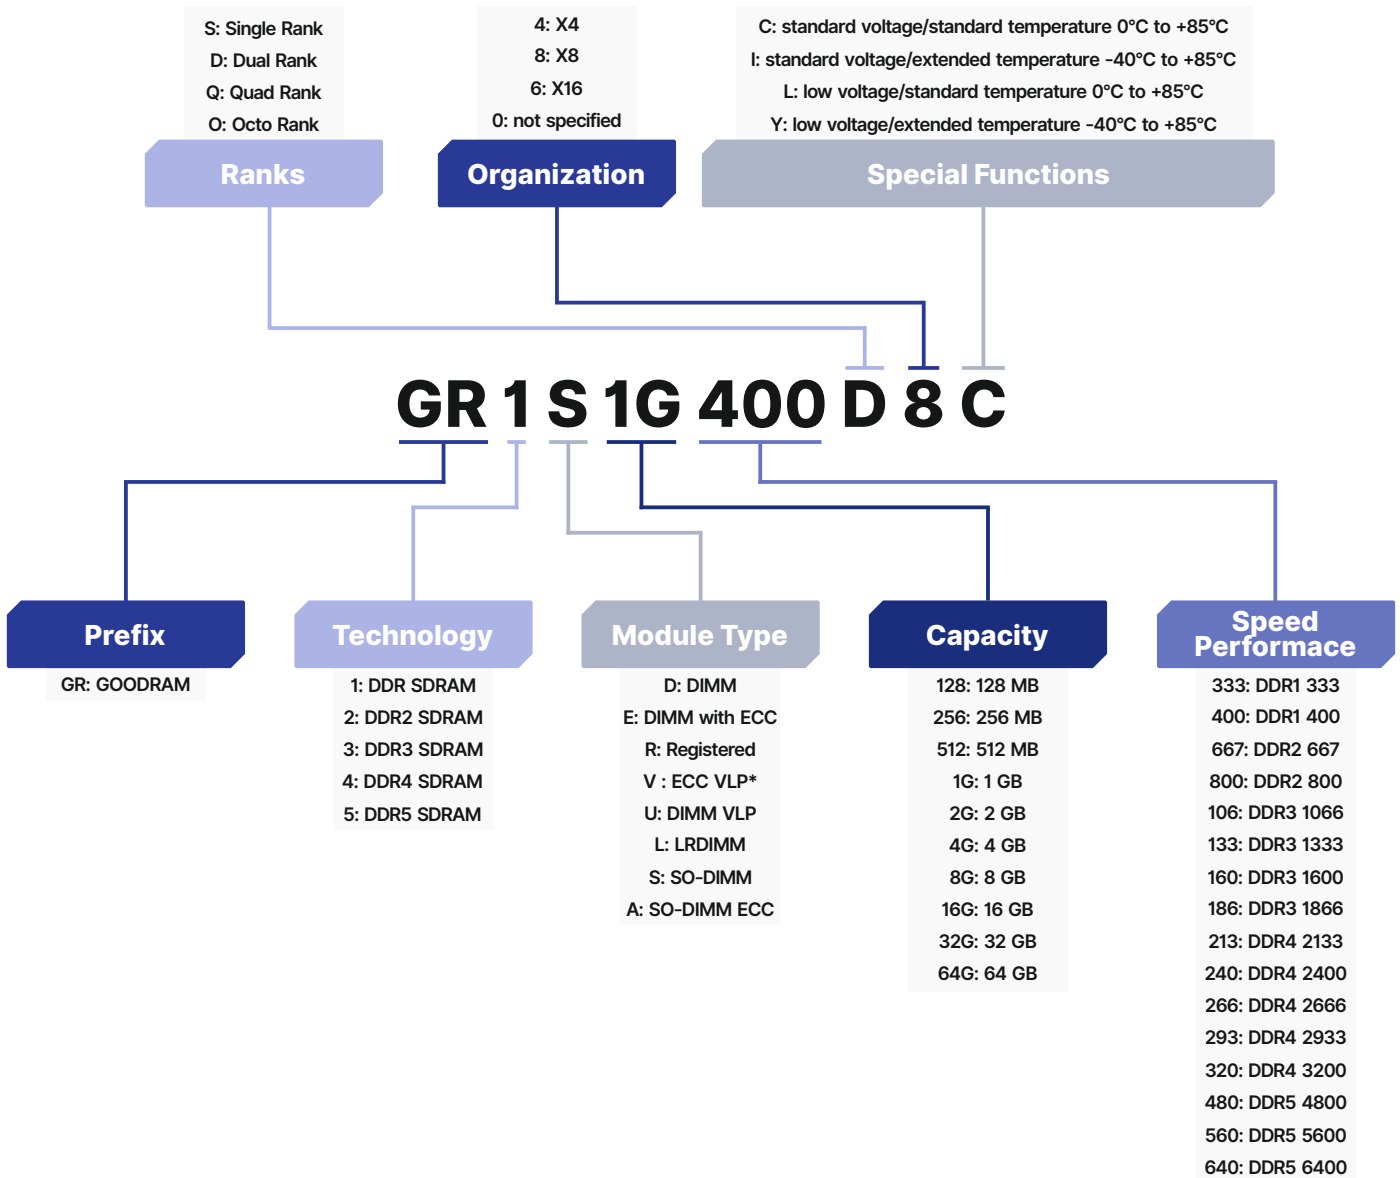 S: Single Rank
D: Dual Rank
Q: Quad Rank
O: Octo Rank
Ranks
4: X4
8: X8
6: X16
0: not specified
Organization
C: standard voltage/standard temperature 0°C to +85°C
I: standard voltage/extended temperature -40°C to +85°C
L: low voltage/standard temperature 0°C to +85°C
Y: low voltage/extended temperature -40°C to +85°C
Special Functions
GR 1 S 1G 400 D 8 C
Prefix
GR: GOODRAM
Technology
1: DDR SDRAM
2: DDR2 SDRAM
3: DDR3 SDRAM
4: DDR4 SDRAM
5: DDR5 SDRAM
Module Type
D: DIMM
E: DIMM with ECC
R: Registered
V : ECC VLP*
U: DIMM VLP
L: LRDIMM
S: SO-DIMM
A: SO-DIMM ECC
Capacity
128: 128 MB
256: 256 MB
512: 512 MB
1G: 1 GB
2G: 2 GB
4G: 4 GB
8G: 8 GB
16G: 16 GB
32G: 32 GB
64G: 64 GB
Speed
Performace
333: DDR1 333
400: DDR1 400
667: DDR2 667
800: DDR2 800
106: DDR3 1066
133: DDR3 1333
160: DDR3 1600
186: DDR3 1866
213: DDR4 2133
240: DDR4 2400
266: DDR4 2666
293: DDR4 2933
320: DDR4 3200
480: DDR5 4800
560: DDR5 5600
640: DDR5 6400